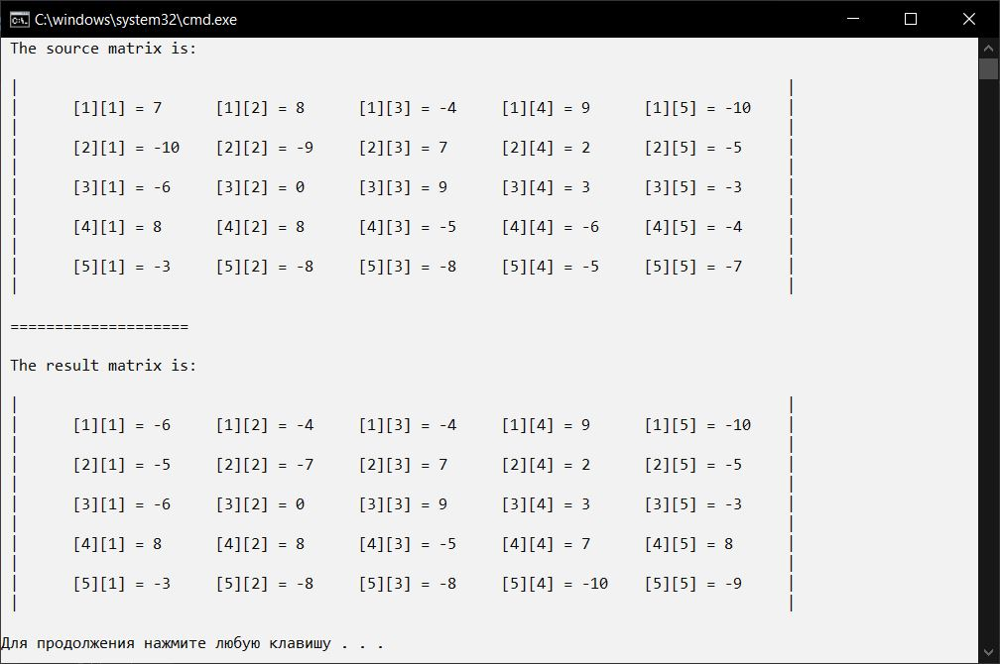 C:\windows\system32\cmd.exe
The source matrix is:
| |
| [1][1] = 7 [1][2] = 8 [1][3] = -4 [1][4] = 9 [1][5] = -10 |
| |
| [2][1] = -10 [2][2] = -9 [2][3] = 7 [2][4] = 2 [2][5] = -5 |
| |
| [3][1] = -6 [3][2] = 0 [3][3] = 9 [3][4] = 3 [3][5] = -3 |
| |
| [4][1] = 8 [4][2] = 8 [4][3] = -5 [4][4] = -6 [4][5] = -4 |
| |
| [5][1] = -3 [5][2] = -8 [5][3] = -8 [5][4] = -5 [5][5] = -7 |
| |
====================
The result matrix is:
| |
| [1][1] = -6 [1][2] = -4 [1][3] = -4 [1][4] = 9 [1][5] = -10 |
| |
| [2][1] = -5 [2][2] = -7 [2][3] = 7 [2][4] = 2 [2][5] = -5 |
| |
| [3][1] = -6 [3][2] = 0 [3][3] = 9 [3][4] = 3 [3][5] = -3 |
| |
| [4][1] = 8 [4][2] = 8 [4][3] = -5 [4][4] = 7 [4][5] = 8 |
| |
| [5][1] = -3 [5][2] = -8 [5][3] = -8 [5][4] = -10 [5][5] = -9 |
| |
Для продолжения нажмите любую клавишу . . .